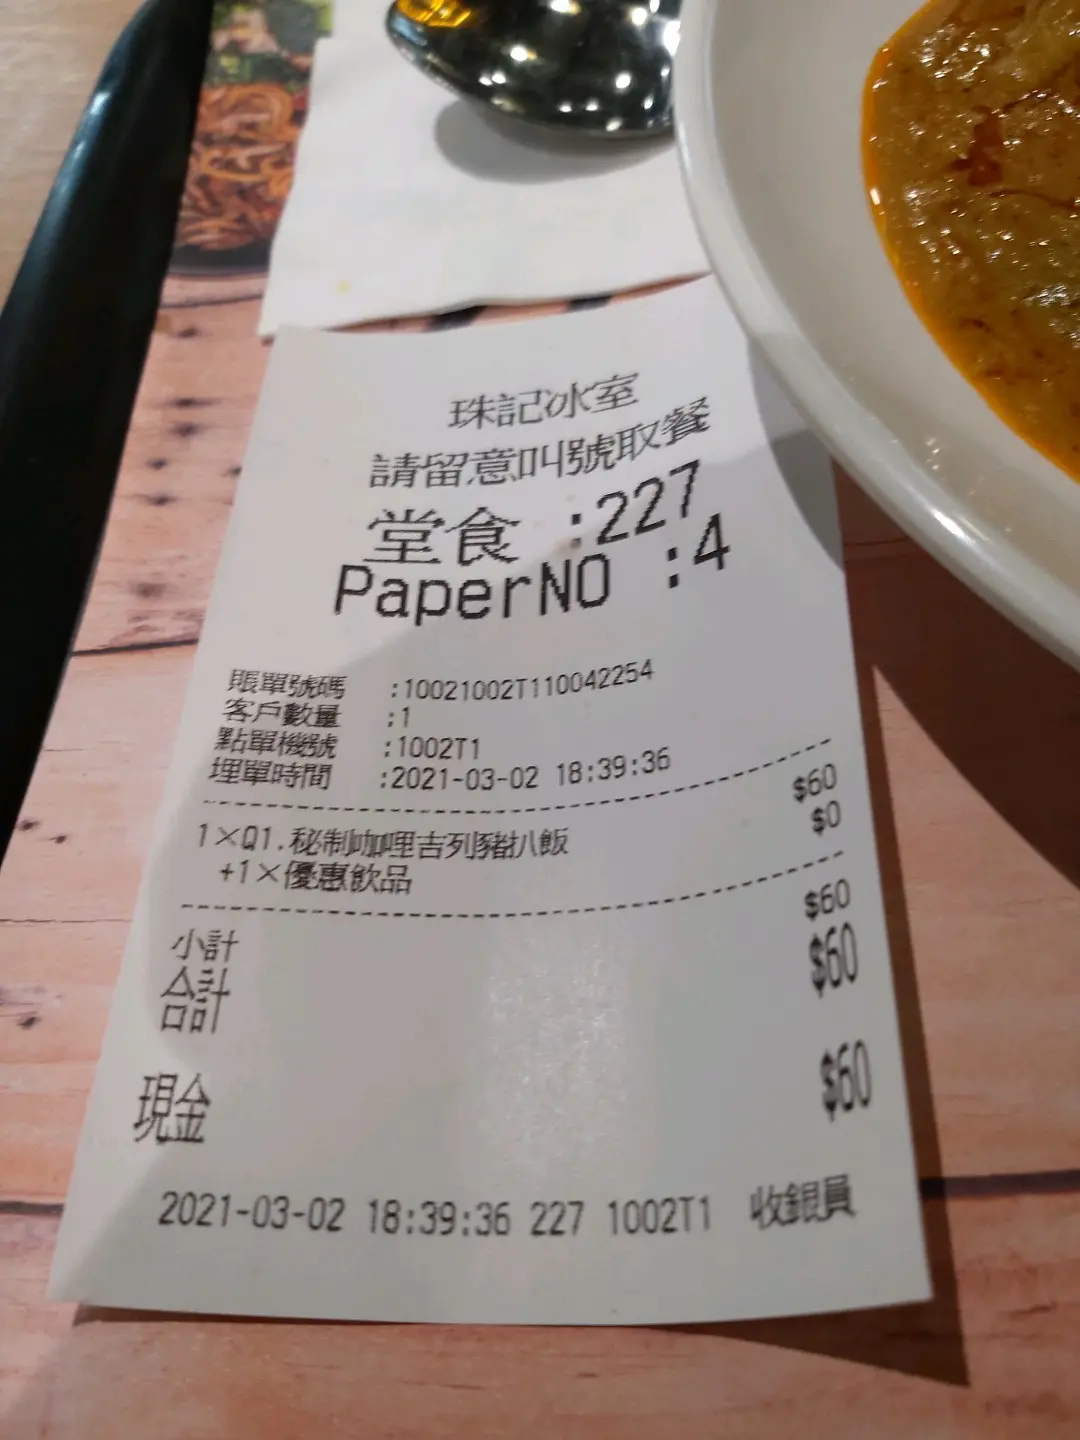 珠記冰室
請留意叫號取餐
堂食 :227
PaperNO :4
賬單號碼 :10021002T110042254
客戶數量 :1
點單機號 :1002T1
埋單時間 :2021-03-02 18:39:36
1×Q1.秘制咖哩吉列豬扒飯 $60
+1×優惠飲品 $0
小計 $60
合計 $60
現金 $60
2021-03-02 18:39:36 227 1002T1 收銀員